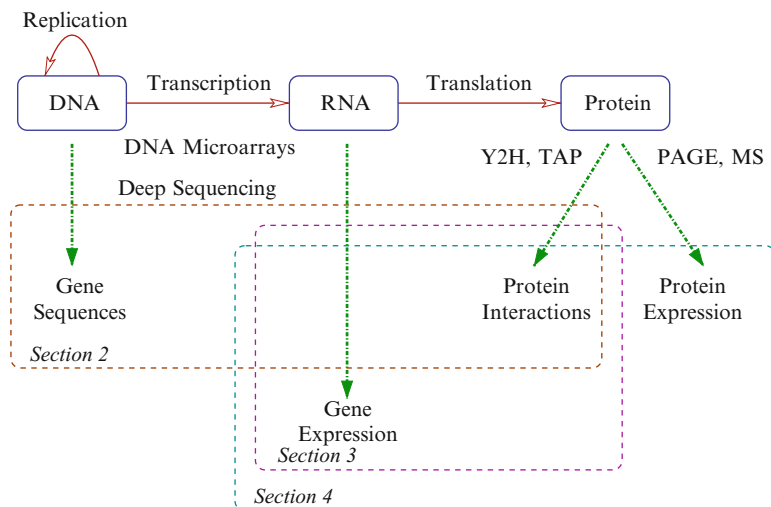 Replication
DNA
Transcription
RNA
Translation
Protein
DNA Microarrays
Deep Sequencing
Y2H, TAP
PAGE, MS
Gene
Sequences
Protein
Interactions
Protein
Expression
Section 2
Gene
Expression
Section 3
Section 4